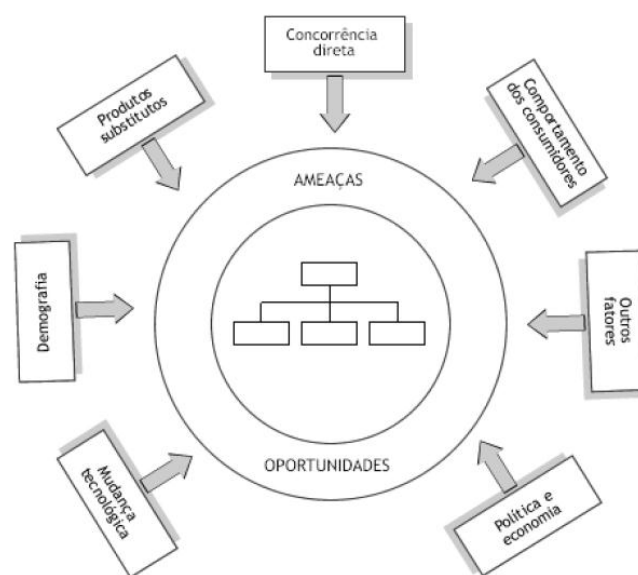 Concorrência
direta
Produtos
substitutos
Comportamento
dos consumidores
AMEAÇAS
Demografia
Outros
fatores
OPORTUNIDADES
Mudança
tecnológica
Política e
economia